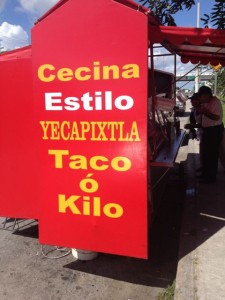 Cecina
Estilo
YECAPIXTLA
Taco
ó
Kilo